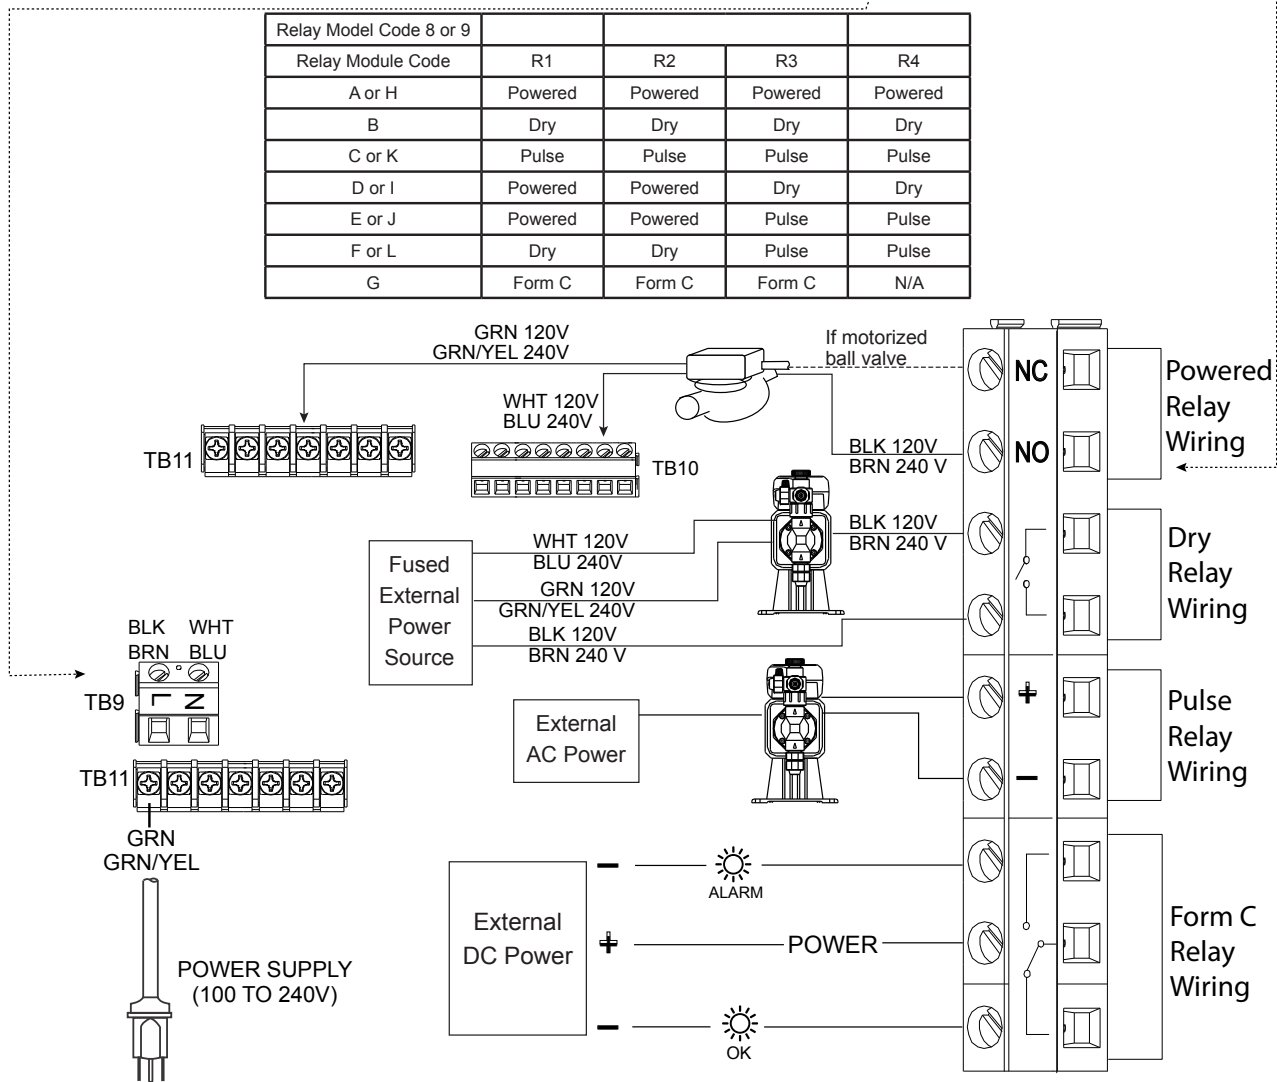 Relay Model Code 8 or 9
Relay Module Code R1 R2 R3 R4
A or H Powered Powered Powered Powered
B Dry Dry Dry Dry
C or K Pulse Pulse Pulse Pulse
D or I Powered Powered Dry Dry
E or J Powered Powered Pulse Pulse
F or L Dry Dry Pulse Pulse
G Form C Form C Form C N/A
GRN 120V
GRN/YEL 240V
If motorized
ball valve
NC
Powered
Relay
Wiring
WHT 120V
BLU 240V
TB11
TB10
BLK 120V
BRN 240 V
NO
BLK 120V
BRN 240 V
Dry
Relay
Wiring
Fused
External
Power
Source
WHT 120V
BLU 240V
GRN 120V
GRN/YEL 240V
BLK 120V
BRN 240 V
BLK WHT
BRN BLU
TB9
L N
External
AC Power
+
−
Pulse
Relay
Wiring
TB11
GRN
GRN/YEL
POWER SUPPLY
(100 TO 240V)
External
DC Power
−
ALARM
+
POWER
−
OK
Form C
Relay
Wiring